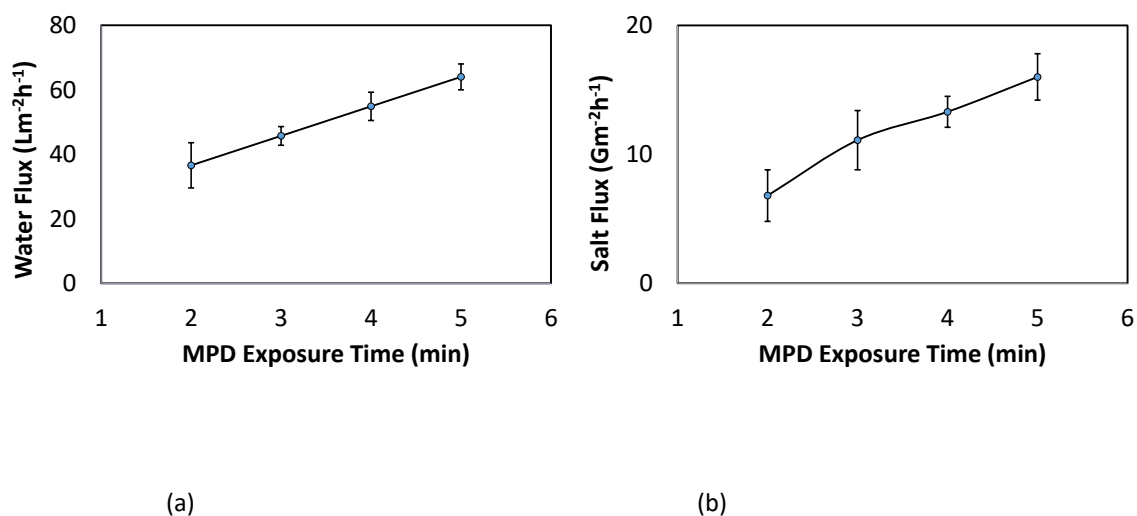 80
60
40
20
0
1 2 3 4 5 6
Water Flux (Lm⁻²h⁻¹)
MPD Exposure Time (min)
20
10
0
1 2 3 4 5 6
Salt Flux (Gm⁻²h⁻¹)
MPD Exposure Time (min)
(a)
(b)